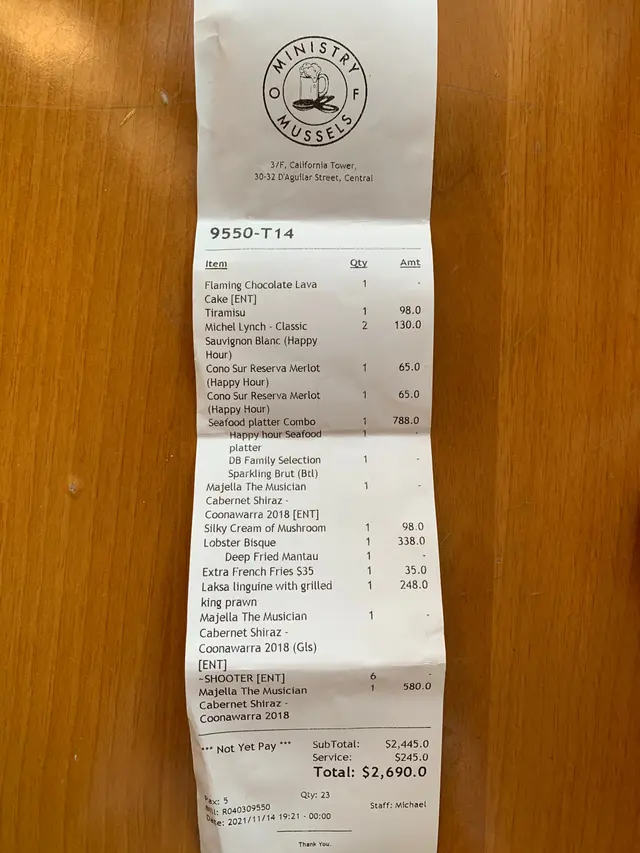 MINISTRY
O F
MUSSELS
3/F, California Tower,
30-32 D'Aguilar Street, Central
9550-T14
Item Qty Amt
Flaming Chocolate Lava 1 -
Cake [ENT]
Tiramisu 1 98.0
Michel Lynch - Classic 2 130.0
Sauvignon Blanc (Happy
Hour)
Cono Sur Reserva Merlot 1 65.0
(Happy Hour)
Cono Sur Reserva Merlot 1 65.0
(Happy Hour)
Seafood platter Combo 1 788.0
Happy hour Seafood 1 -
platter
DB Family Selection 1 -
Sparkling Brut (Btl)
Majella The Musician 1 -
Cabernet Shiraz -
Coonawarra 2018 [ENT]
Silky Cream of Mushroom 1 98.0
Lobster Bisque 1 338.0
Deep Fried Mantau 1 -
Extra French Fries $35 1 35.0
Laksa linguine with grilled 1 248.0
king prawn
Majella The Musician 1 -
Cabernet Shiraz -
Coonawarra 2018 (Gls)
[ENT]
~SHOOTER [ENT] 6 -
Majella The Musician 1 580.0
Cabernet Shiraz -
Coonawarra 2018
*** Not Yet Pay *** SubTotal: $2,445.0
Service: $245.0
Total: $2,690.0
Pax: 5 Qty: 23
Bill: R040309550 Staff: Michael
Date: 2021/11/14 19:21 - 00:00
Thank You.